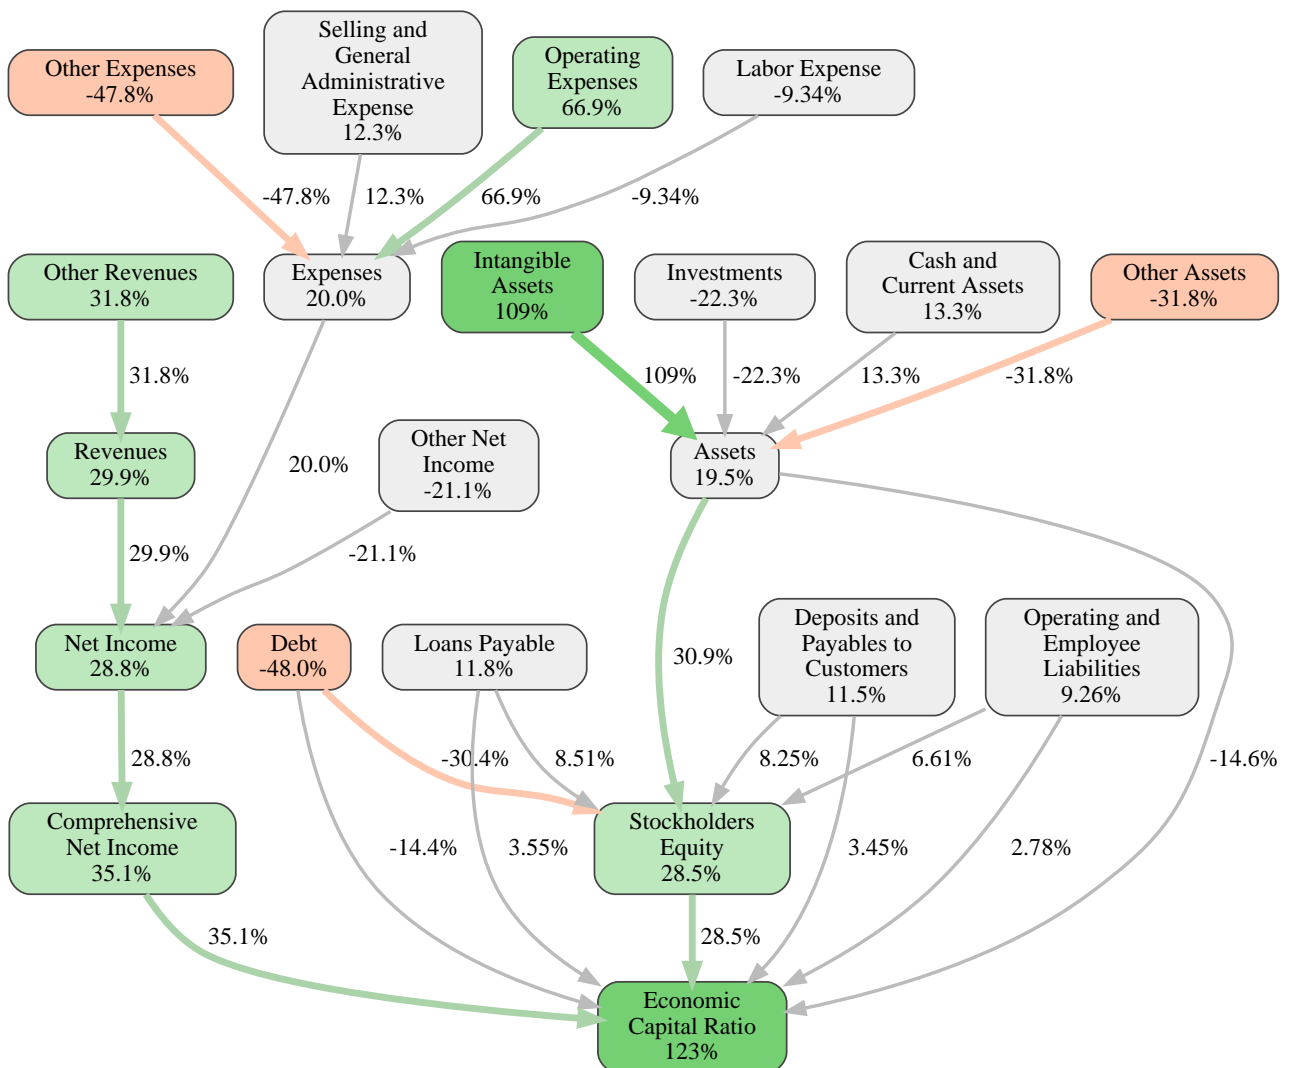 Other Expenses
-47.8%
Selling and
General
Administrative
Expense
12.3%
Operating
Expenses
66.9%
Labor Expense
-9.34%
-47.8%
12.3%
66.9%
-9.34%
Other Revenues
31.8%
Expenses
20.0%
Intangible
Assets
109%
Investments
-22.3%
Cash and
Current Assets
13.3%
Other Assets
-31.8%
31.8%
109%
-22.3%
13.3%
-31.8%
Revenues
29.9%
20.0%
Other Net
Income
-21.1%
Assets
19.5%
29.9%
-21.1%
Net Income
28.8%
Debt
-48.0%
Loans Payable
11.8%
30.9%
Deposits and
Payables to
Customers
11.5%
Operating and
Employee
Liabilities
9.26%
28.8%
-30.4%
8.51%
8.25%
6.61%
-14.6%
Comprehensive
Net Income
35.1%
-14.4%
3.55%
Stockholders
Equity
28.5%
3.45%
2.78%
35.1%
28.5%
Economic
Capital Ratio
123%